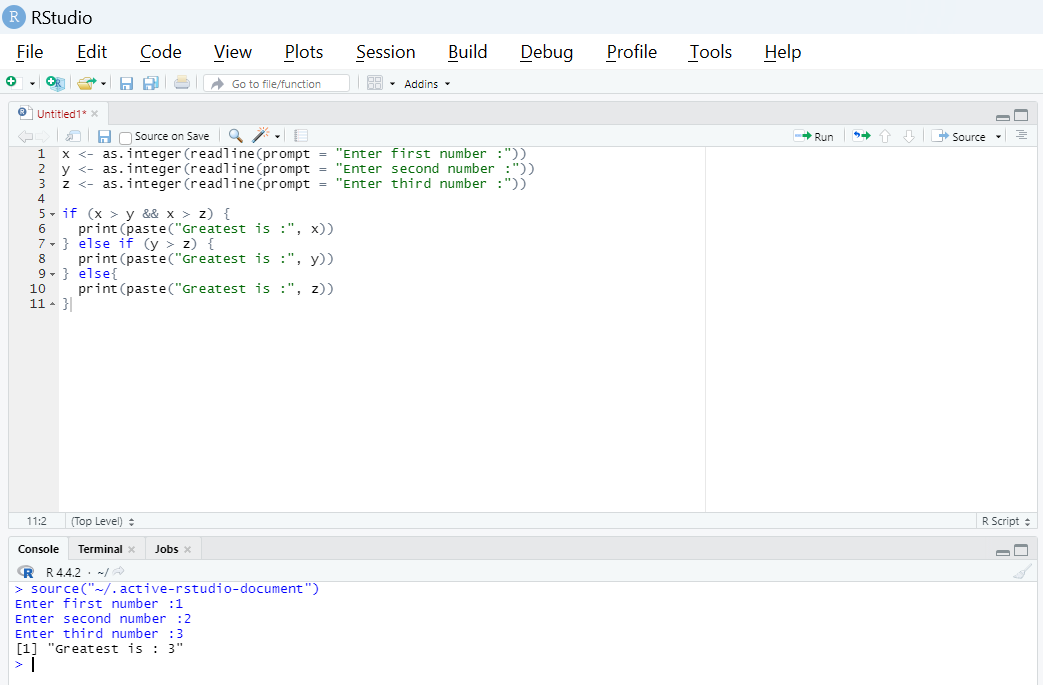 RStudio
File Edit Code View Plots Session Build Debug Profile Tools Help
Go to file/function Addins
Untitled1*
Source on Save Run Source
1 x <- as.integer(readline(prompt = "Enter first number :"))
2 y <- as.integer(readline(prompt = "Enter second number :"))
3 z <- as.integer(readline(prompt = "Enter third number :"))
4
5 if (x > y && x > z) {
6   print(paste("Greatest is :", x))
7 } else if (y > z) {
8   print(paste("Greatest is :", y))
9 } else{
10   print(paste("Greatest is :", z))
11 }
11:2 (Top Level) R Script
Console Terminal Jobs
R 4.4.2 · ~/
> source("~/.active-rstudio-document")
Enter first number :1
Enter second number :2
Enter third number :3
[1] "Greatest is : 3"
>